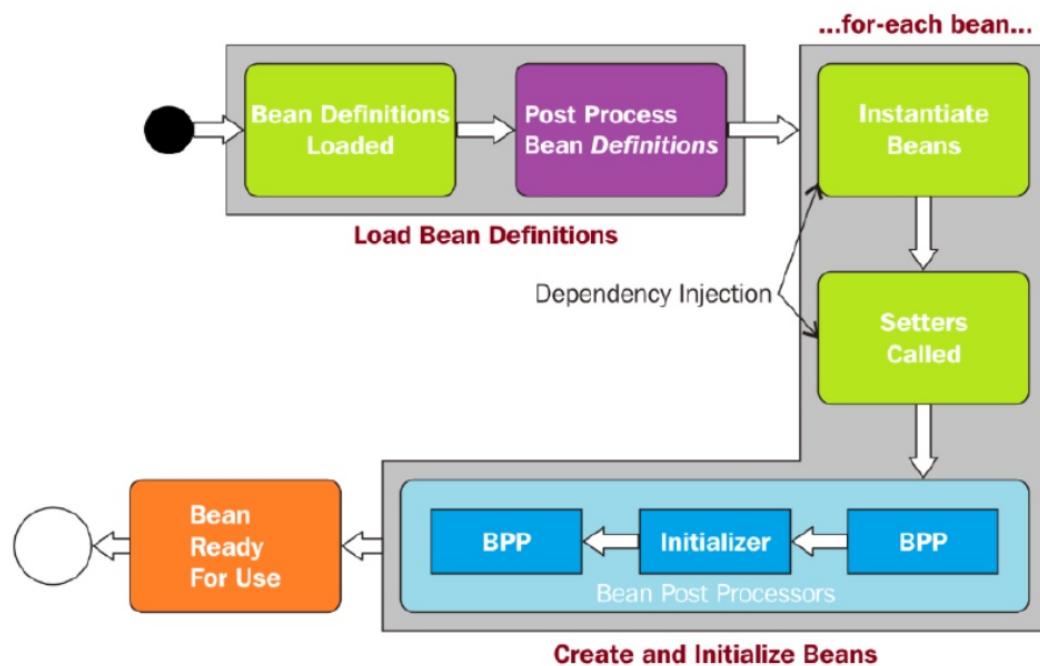 ...for-each bean...
Bean Definitions
Loaded
Post Process
Bean Definitions
Instantiate
Beans
Load Bean Definitions
Dependency Injection
Setters
Called
BPP
Initializer
BPP
Bean Post Processors
Bean
Ready
For Use
Create and Initialize Beans